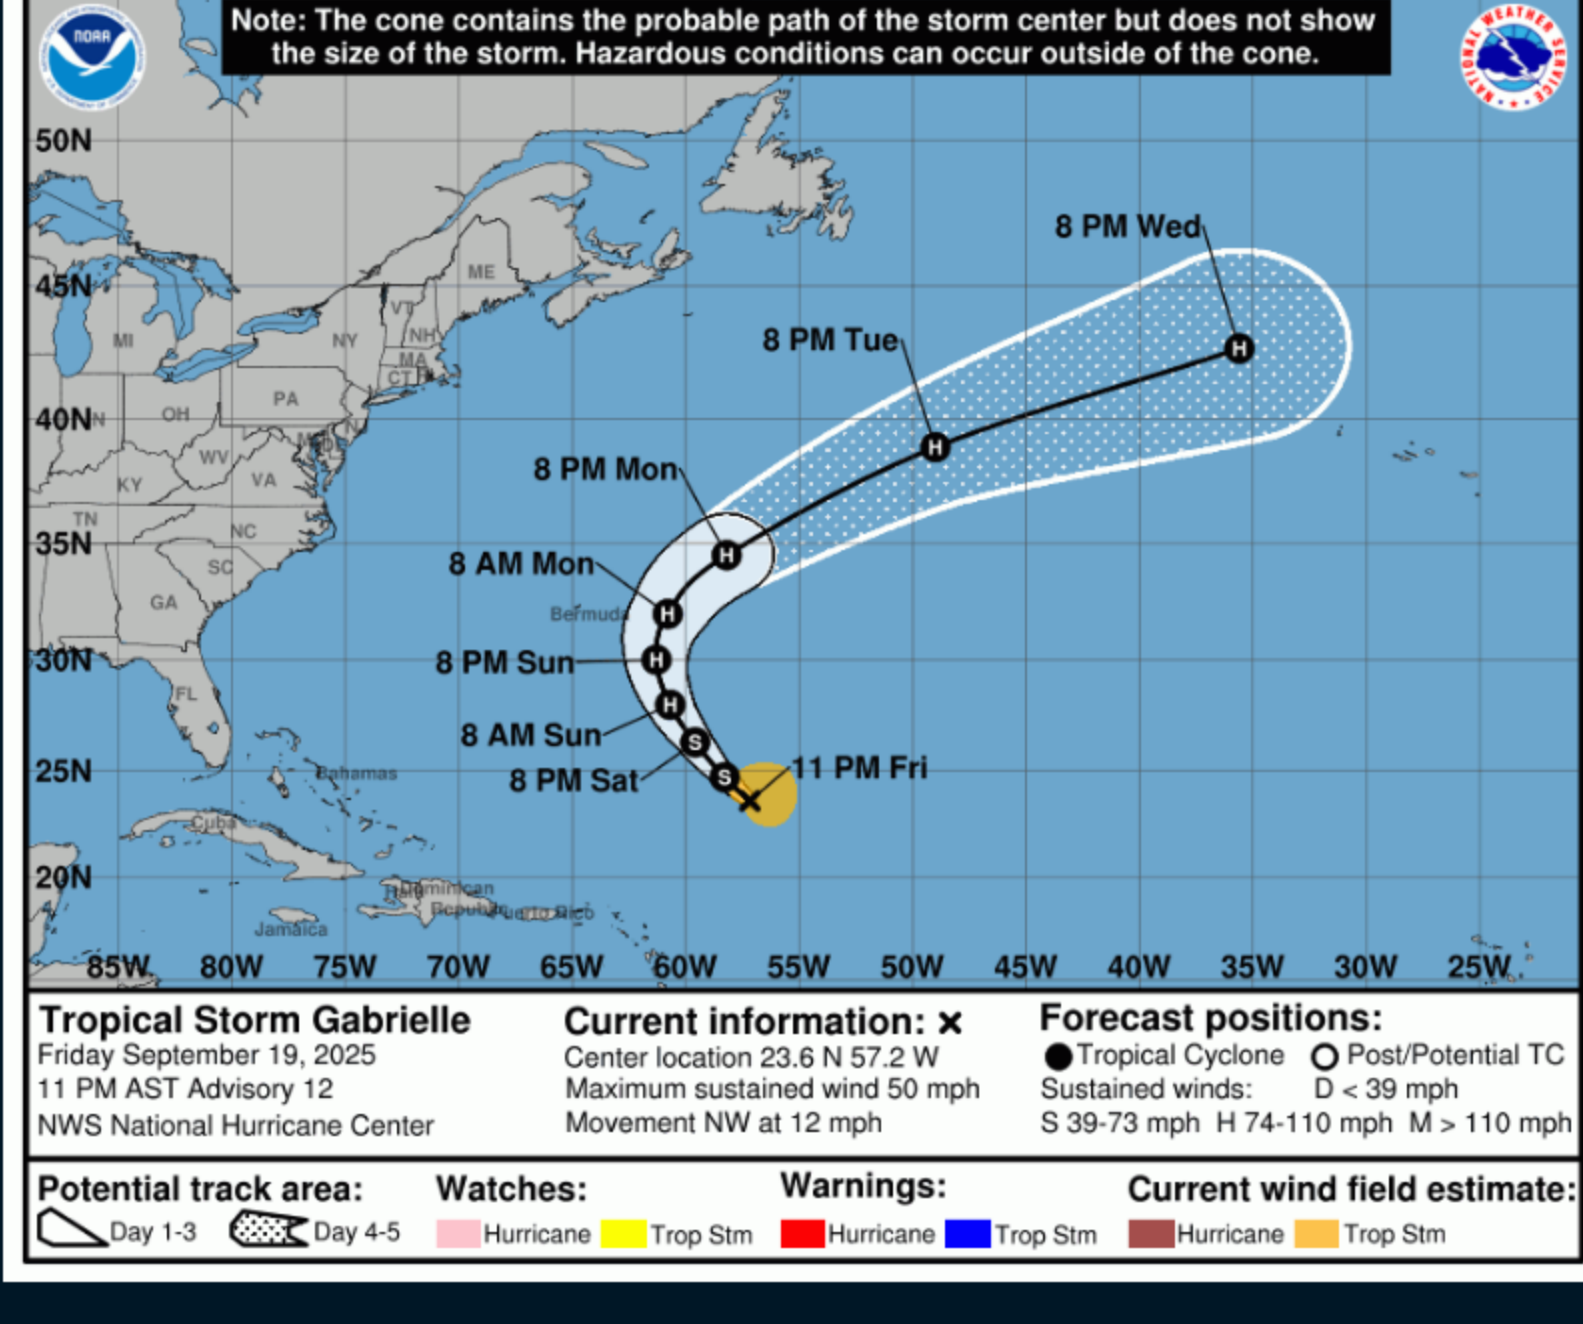 Note: The cone contains the probable path of the storm center but does not show
the size of the storm. Hazardous conditions can occur outside of the cone.
NOAA
NATIONAL WEATHER SERVICE
50N
8 PM Wed
ME
45N
VT
NH
MI
NY
8 PM Tue
MA
CT
PA
40N
OH
8 PM Mon
WV
VA
KY
TN
NC
35N
8 AM Mon
SC
GA
Bermuda
8 PM Sun
30N
FL
8 AM Sun
11 PM Fri
25N
Bahamas
8 PM Sat
Cuba
20N
Dominican
Republic
Puerto Rico
Jamaica
85W 80W 75W 70W 65W 60W 55W 50W 45W 40W 35W 30W 25W
H
H
H
H
H
H
S
S
Tropical Storm Gabrielle
Friday September 19, 2025
11 PM AST Advisory 12
NWS National Hurricane Center
Current information: x
Center location 23.6 N 57.2 W
Maximum sustained wind 50 mph
Movement NW at 12 mph
Forecast positions:
Tropical Cyclone Post/Potential TC
Sustained winds: D < 39 mph
S 39-73 mph H 74-110 mph M > 110 mph
Potential track area:
Day 1-3 Day 4-5
Watches:
Hurricane Trop Stm
Warnings:
Hurricane Trop Stm
Current wind field estimate:
Hurricane Trop Stm